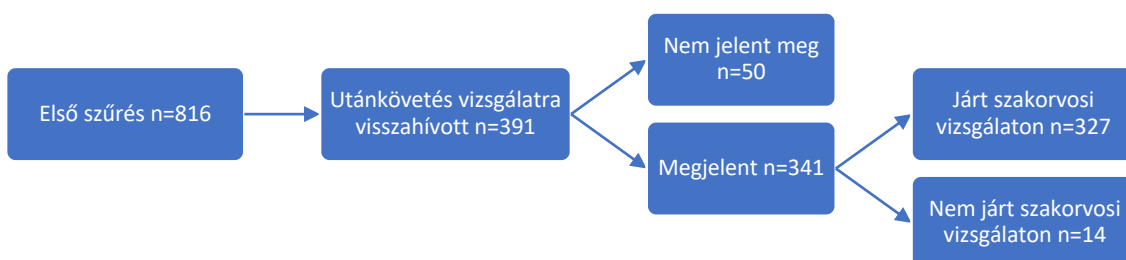 Első szűrés n=816
Utánkövetés vizsgálatra
visszahívott n=391
Nem jelent meg
n=50
Megjelent n=341
Járt szakorvosi
vizsgálaton n=327
Nem járt szakorvosi
vizsgálaton n=14